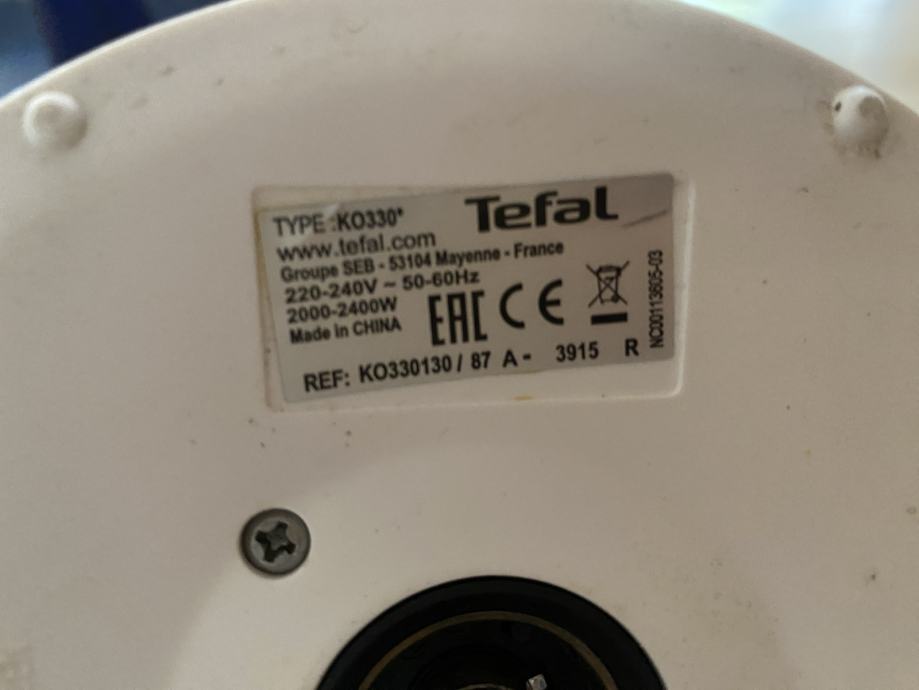 TYPE :KO330*
Tefal
www.tefal.com
Groupe SEB - 53104 Mayenne - France
220-240V ~ 50-60Hz
2000-2400W
Made in CHINA
EAC CE
REF: KO330130 / 87 A - 3915 R
NC00113605-03